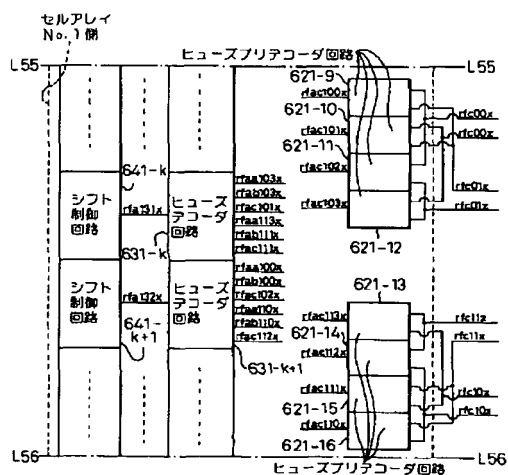 セルアレイ
No.1側
ヒューズプリデコーダ回路
L55
L55
621-9
rfac100x
621-10
rfac101x
621-11
rfac102x
rfac103x
621-12
rfc00x
rfc00x
rfc01x
rfc01x
641-k
シフト
制御
回路
rfa131x
631-k
ヒューズ
デコーダ
回路
rfaa103x
rfab103x
rfac101x
rfaa113x
rfab111x
rfac111x
シフト
制御
回路
641-
k+1
rfa132x
ヒューズ
デコーダ
回路
rfaa100x
rfab100x
rfac102x
rfaa110x
rfab110x
rfac112x
631-k+1
621-13
rfac113x
621-14
rfac112x
rfac111x
621-15
rfac110x
621-16
rfc11x
rfc11x
rfc10x
rfc10x
L56
L56
ヒューズプリデコーダ回路